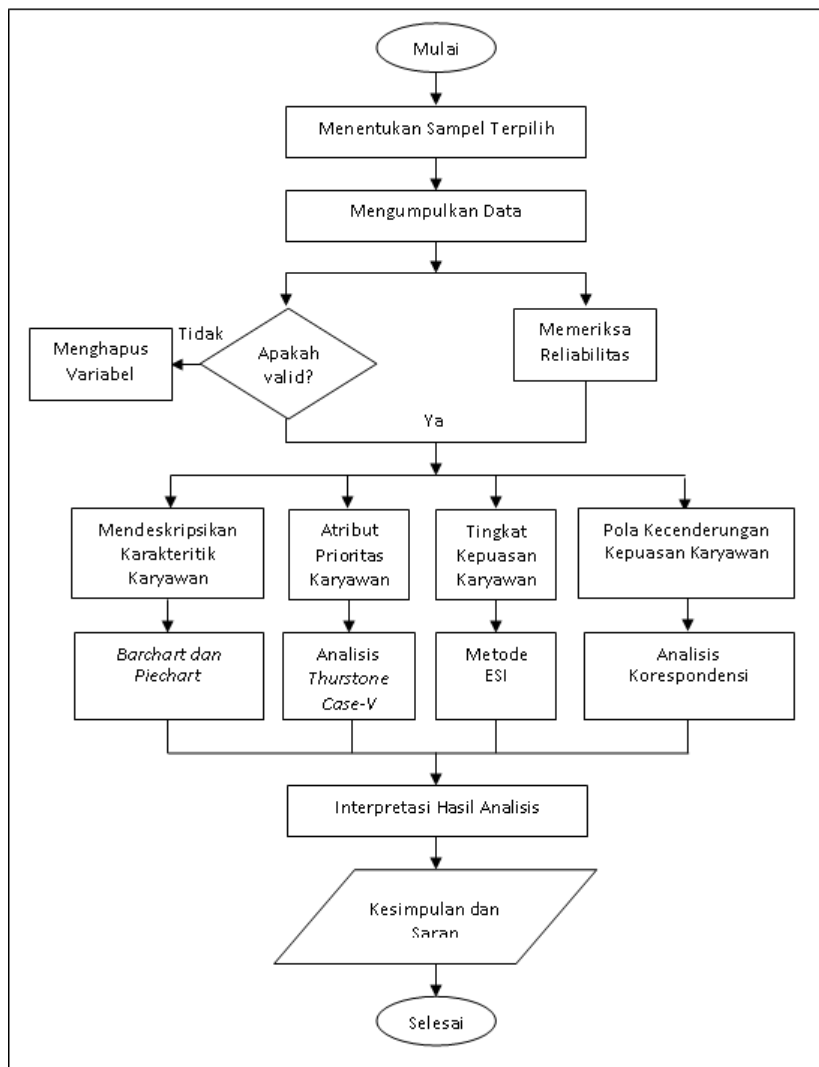 Mulai
Menentukan Sampel Terpilih
Mengumpulkan Data
Tidak
Menghapus
Variabel
Apakah
valid?
Memeriksa
Reliabilitas
Ya
Mendeskripsikan
Karakteritik
Karyawan
Atribut
Prioritas
Karyawan
Tingkat
Kepuasan
Karyawan
Pola Kecenderungan
Kepuasan Karyawan
Barchart dan
Piechart
Analisis
Thurstone
Case-V
Metode
ESI
Analisis
Korespondensi
Interpretasi Hasil Analisis
Kesimpulan dan
Saran
Selesai